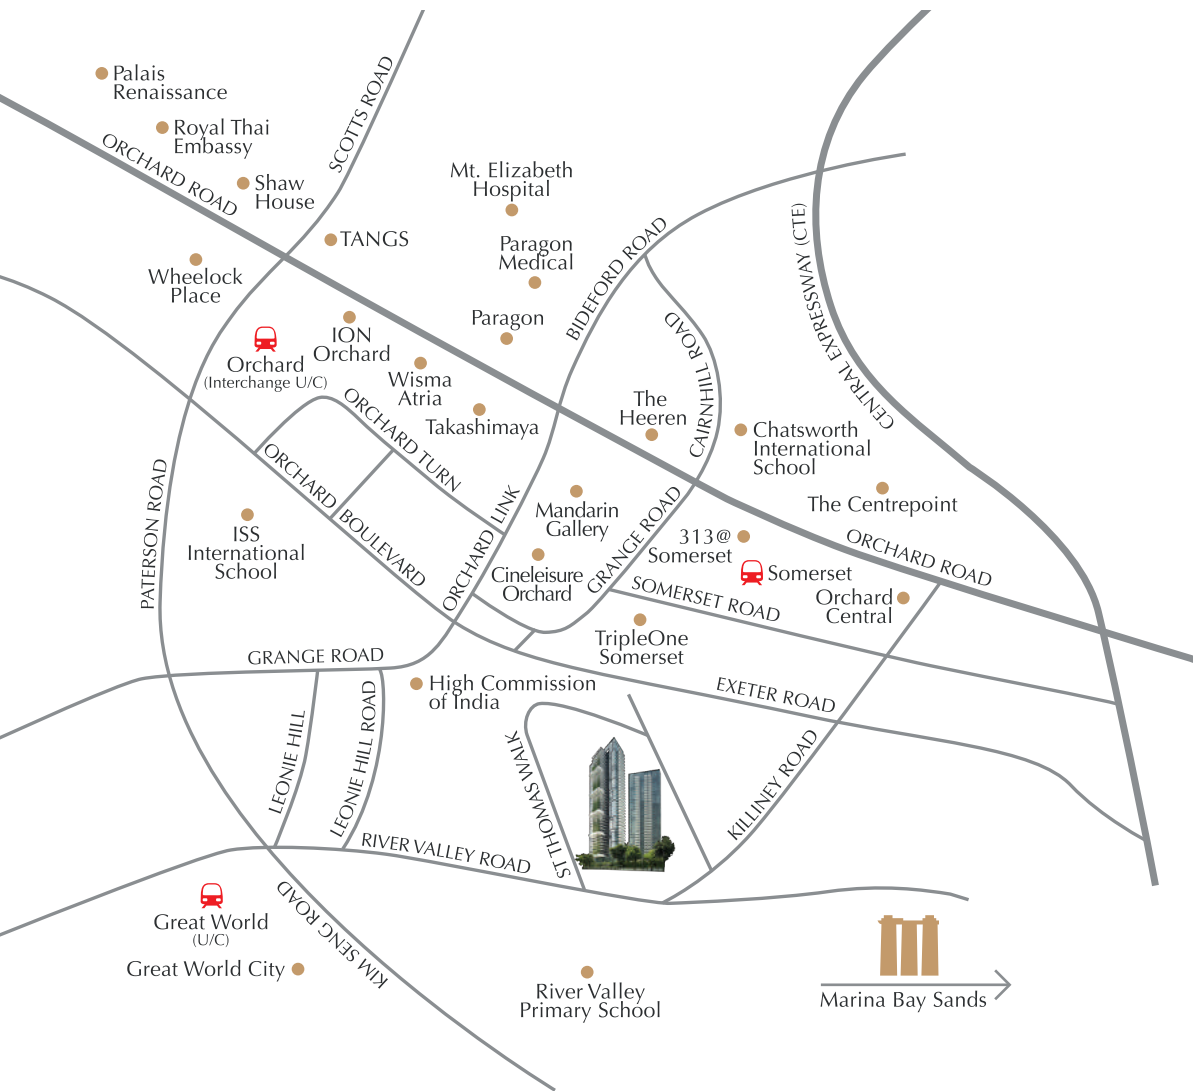 Palais
Renaissance
Royal Thai
Embassy
ORCHARD ROAD
Shaw
House
SCOTTS ROAD
TANGS
Wheelock
Place
Mt. Elizabeth
Hospital
Paragon
Medical
Paragon
BIDEFORD ROAD
CENTRAL EXPRESSWAY (CTE)
ION
Orchard
Orchard
(Interchange U/C)
Wisma
Atria
Takashimaya
ORCHARD TURN
The
Heeren
CAIRNHILL ROAD
Chatsworth
International
School
The Centrepoint
ORCHARD BOULEVARD
PATERSON ROAD
ISS
International
School
ORCHARD LINK
Mandarin
Gallery
Cineleisure
Orchard
GRANGE ROAD
313@
Somerset
Somerset
ORCHARD ROAD
Orchard
Central
SOMERSET ROAD
TripleOne
Somerset
GRANGE ROAD
High Commission
of India
EXETER ROAD
LEONIE HILL
LEONIE HILL ROAD
ST THOMAS WALK
KILLINEY ROAD
RIVER VALLEY ROAD
Great World
(U/C)
KIM SENG ROAD
Great World City
River Valley
Primary School
Marina Bay Sands